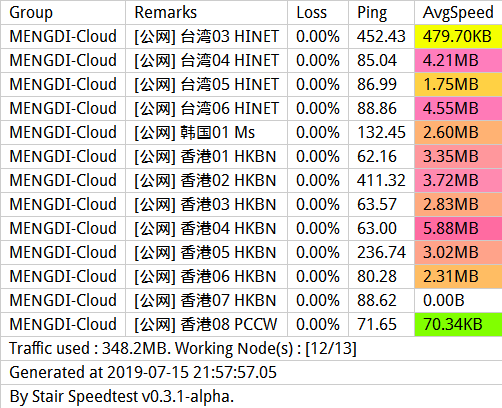 Group Remarks Loss Ping AvgSpeed
MENGDI-Cloud [公网] 台湾03 HINET 0.00% 452.43 479.70KB
MENGDI-Cloud [公网] 台湾04 HINET 0.00% 85.04 4.21MB
MENGDI-Cloud [公网] 台湾05 HINET 0.00% 86.99 1.75MB
MENGDI-Cloud [公网] 台湾06 HINET 0.00% 88.86 4.55MB
MENGDI-Cloud [公网] 韩国01 Ms 0.00% 132.45 2.60MB
MENGDI-Cloud [公网] 香港01 HKBN 0.00% 62.16 3.35MB
MENGDI-Cloud [公网] 香港02 HKBN 0.00% 411.32 3.72MB
MENGDI-Cloud [公网] 香港03 HKBN 0.00% 63.57 2.83MB
MENGDI-Cloud [公网] 香港04 HKBN 0.00% 63.00 5.88MB
MENGDI-Cloud [公网] 香港05 HKBN 0.00% 236.74 3.02MB
MENGDI-Cloud [公网] 香港06 HKBN 0.00% 80.28 2.31MB
MENGDI-Cloud [公网] 香港07 HKBN 0.00% 88.62 0.00B
MENGDI-Cloud [公网] 香港08 PCCW 0.00% 71.65 70.34KB
Traffic used : 348.2MB. Working Node(s) : [12/13]
Generated at 2019-07-15 21:57:57.05
By Stair Speedtest v0.3.1-alpha.